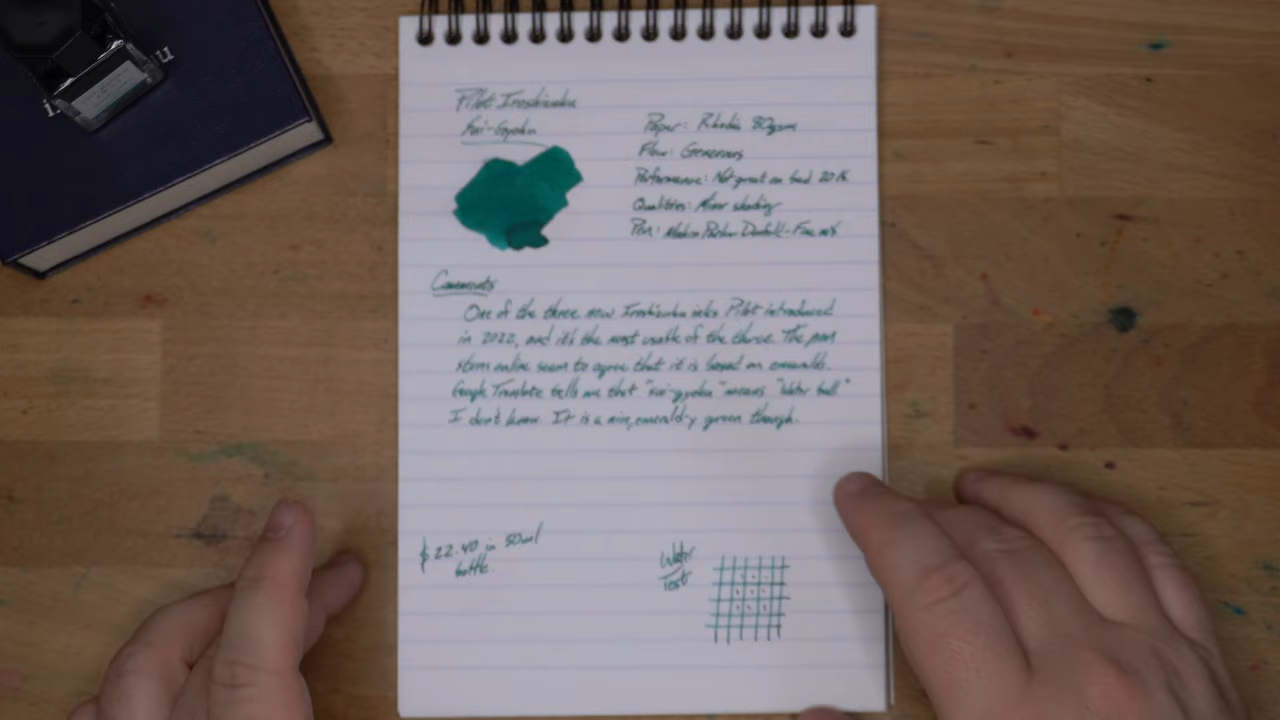 Pilot Iroshizuku
Sui-Gyoku
Paper: Rhodia 80gsm
Flow: Generous
Performance: Not great on bad 20 lb.
Qualities: Minor shading
Pen: Modern Parker Duofold - Fine nib
Comments
One of the three new Iroshizuku inks Pilot introduced
in 2022, and it's the most usable of the three. The pen
stores online seem to agree that it is based on emeralds.
Google Translate tells me that "sui-gyoku" means "Water ball"
I don't know. It is a nice, emerald-y green though.
$22.40 in 50ml
bottle.
Water
Test